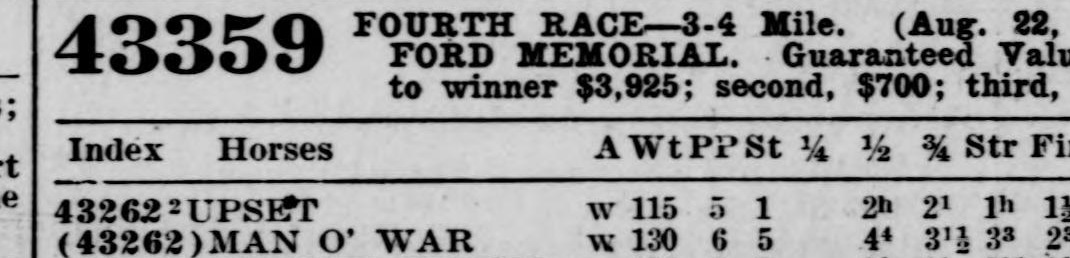 43359 FOURTH RACE—3-4 Mile. (Aug. 22,
FORD MEMORIAL. Guaranteed Valu
to winner $3,925; second, $700; third,
Index Horses A Wt PP St ¼ ½ ¾ Str Fi
43262² UPSET w 115 5 1 2h 2¹ 1h 1½
(43262) MAN O' WAR w 130 6 5 4⁴ 3¹½ 3³ 2